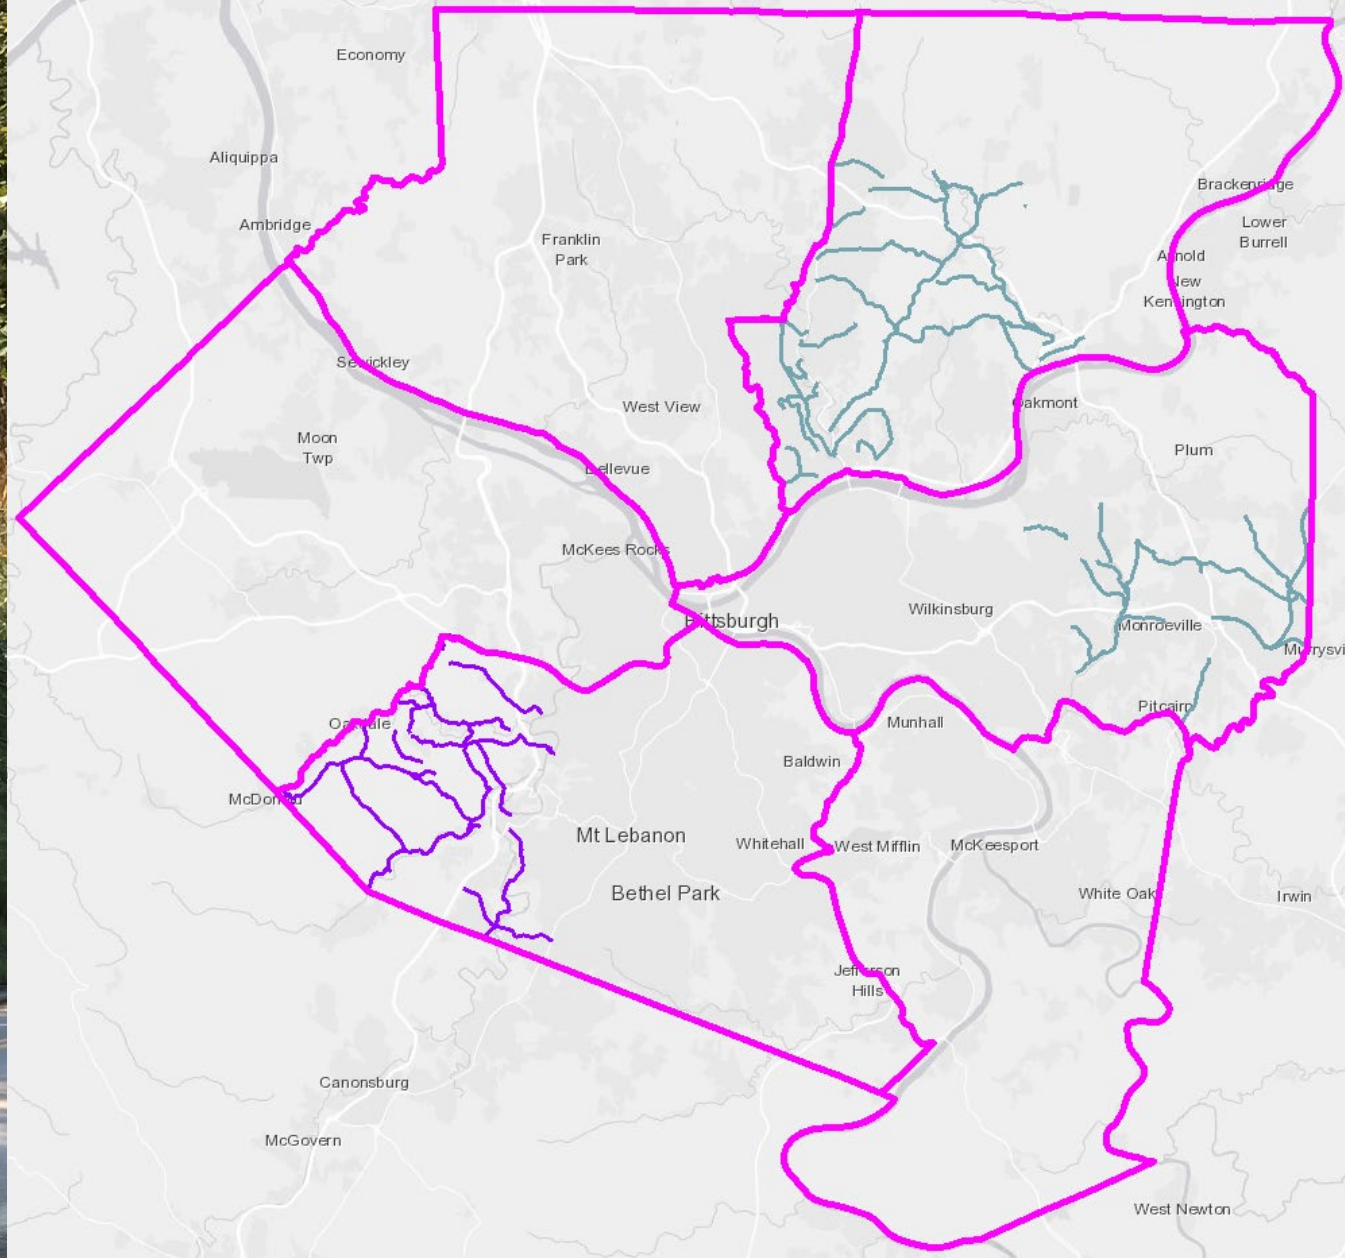 Economy
Aliquippa
Brackenridge
Ambridge
Lower
Burrell
Franklin
Park
Arnold
New
Kensington
Sewickley
West View
Oakmont
Moon
Twp
Plum
Bellevue
McKees Rocks
Wilkinsburg
Pittsburgh
Monroeville
Murrysvi
Pitcairn
Oakdale
Munhall
Baldwin
McDonald
Mt Lebanon
Whitehall
West Mifflin
McKeesport
Bethel Park
White Oak
Irwin
Jefferson
Hills
Canonsburg
McGovern
West Newton